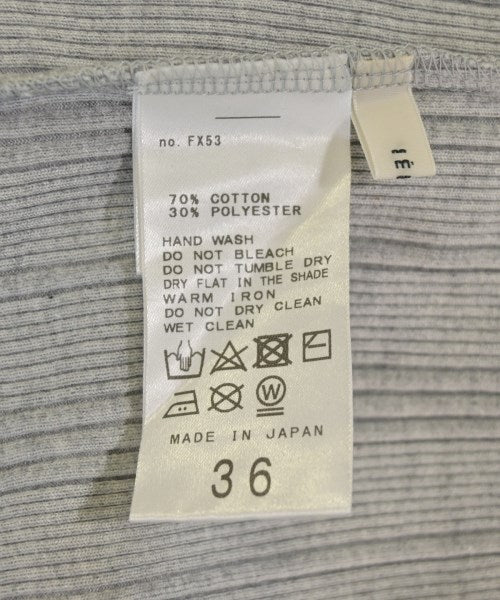 no. FX53
70% COTTON
30% POLYESTER
HAND WASH
DO NOT BLEACH
DO NOT TUMBLE DRY
DRY FLAT IN THE SHADE
WARM IRON
DO NOT DRY CLEAN
WET CLEAN
W
MADE IN JAPAN
36